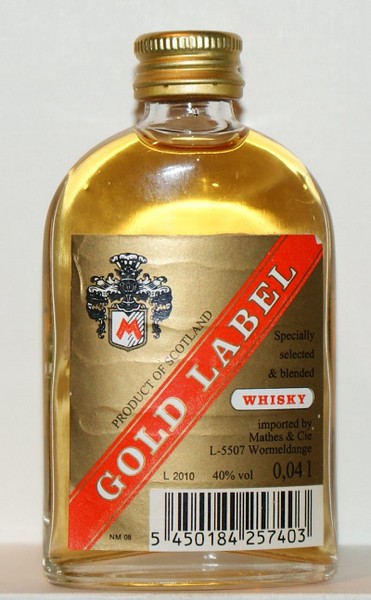 M
PRODUCT OF SCOTLAND
GOLD LABEL
Specially
selected
& blended
WHISKY
imported by
Mathes & Cie
L-5507 Wormeldange
L 2010 40% vol 0,04 l
NM 08
5 450184 257403